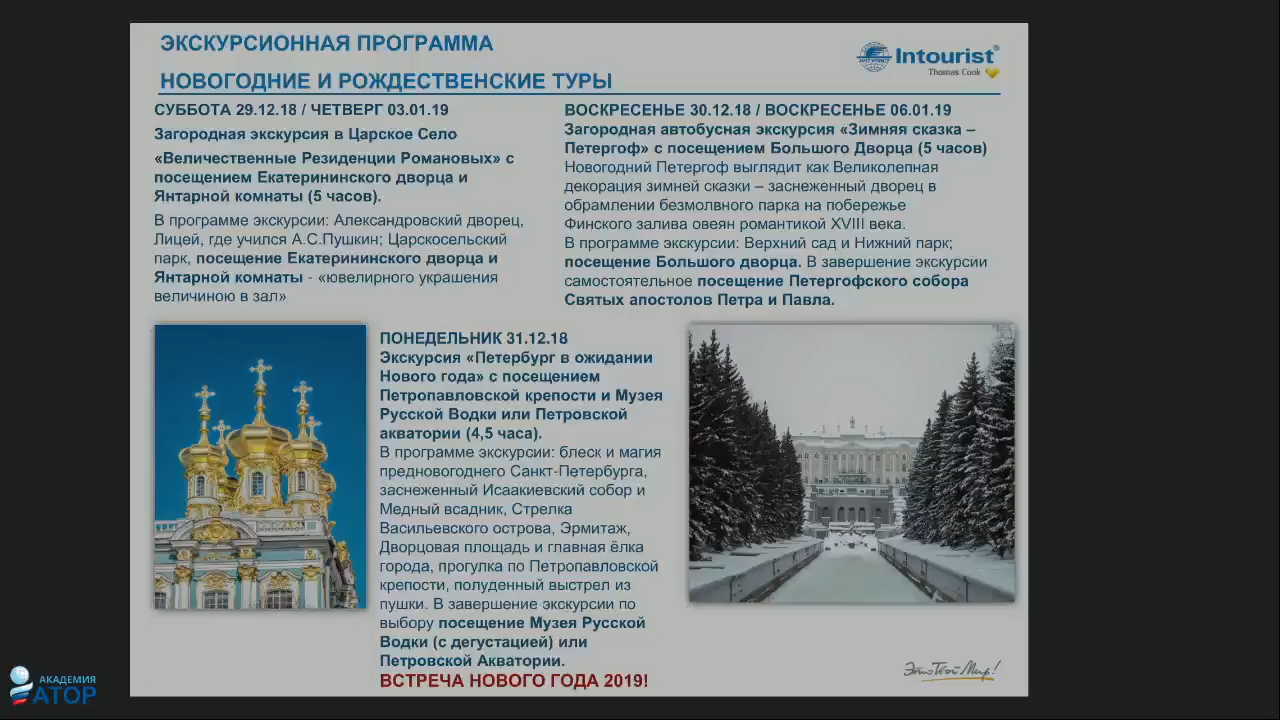 ЭКСКУРСИОННАЯ ПРОГРАММА
НОВОГОДНИЕ И РОЖДЕСТВЕНСКИЕ ТУРЫ
ИНТУРИСТ
Intourist®
Thomas Cook
СУББОТА 29.12.18 / ЧЕТВЕРГ 03.01.19
Загородная экскурсия в Царское Село
«Величественные Резиденции Романовых» с
посещением Екатерининского дворца и
Янтарной комнаты (5 часов).
В программе экскурсии: Александровский дворец,
Лицей, где учился А.С.Пушкин; Царскосельский
парк, посещение Екатерининского дворца и
Янтарной комнаты - «ювелирного украшения
величиною в зал»
ВОСКРЕСЕНЬЕ 30.12.18 / ВОСКРЕСЕНЬЕ 06.01.19
Загородная автобусная экскурсия «Зимняя сказка –
Петергоф» с посещением Большого Дворца (5 часов)
Новогодний Петергоф выглядит как Великолепная
декорация зимней сказки – заснеженный дворец в
обрамлении безмолвного парка на побережье
Финского залива овеян романтикой XVIII века.
В программе экскурсии: Верхний сад и Нижний парк;
посещение Большого дворца. В завершение экскурсии
самостоятельное посещение Петергофского собора
Святых апостолов Петра и Павла.
ПОНЕДЕЛЬНИК 31.12.18
Экскурсия «Петербург в ожидании
Нового года» с посещением
Петропавловской крепости и Музея
Русской Водки или Петровской
акватории (4,5 часа).
В программе экскурсии: блеск и магия
предновогоднего Санкт-Петербурга,
заснеженный Исаакиевский собор и
Медный всадник, Стрелка
Васильевского острова, Эрмитаж,
Дворцовая площадь и главная ёлка
города, прогулка по Петропавловской
крепости, полуденный выстрел из
пушки. В завершение экскурсии по
выбору посещение Музея Русской
Водки (с дегустацией) или
Петровской Акватории.
ВСТРЕЧА НОВОГО ГОДА 2019!
Это Твой Мир!
АКАДЕМИЯ
АТОР